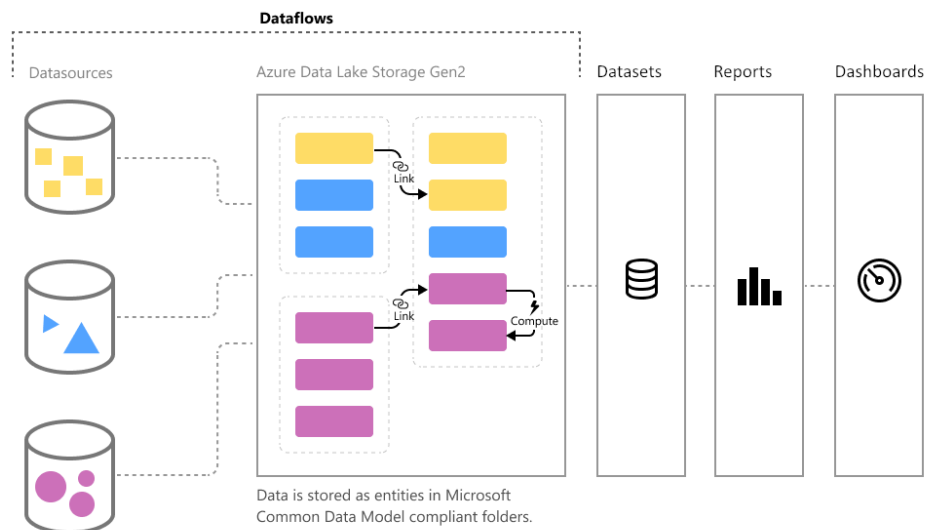 Dataflows
Datasources
Azure Data Lake Storage Gen2
Datasets
Reports
Dashboards
Link
Link
Compute
Data is stored as entities in Microsoft
Common Data Model compliant folders.